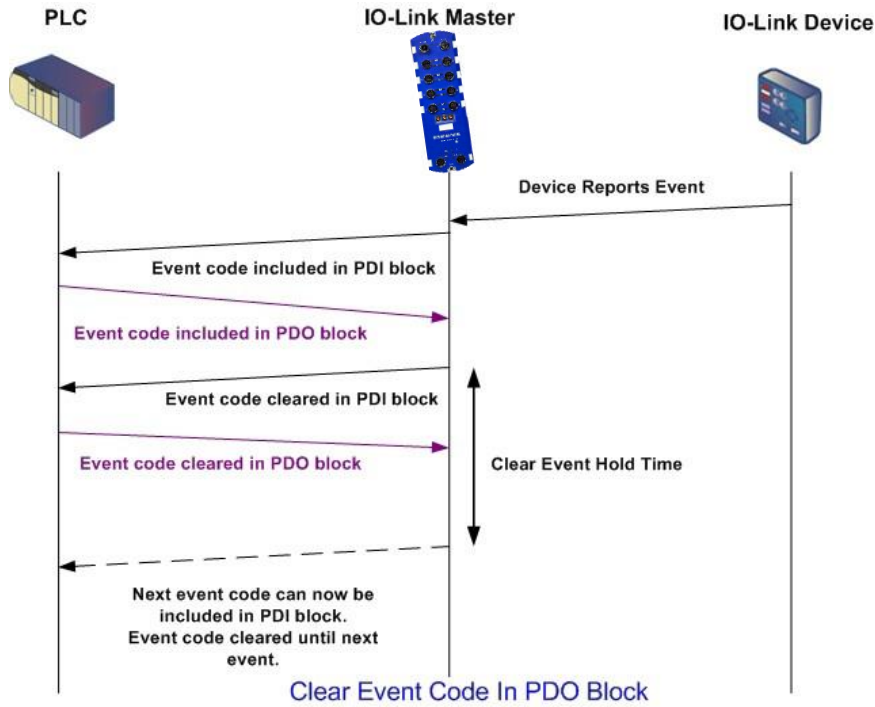 PLC
IO-Link Master
IO-Link Device
Device Reports Event
Event code included in PDI block
Event code included in PDO block
Event code cleared in PDI block
Event code cleared in PDO block
Clear Event Hold Time
Next event code can now be
included in PDI block.
Event code cleared until next
event.
Clear Event Code In PDO Block